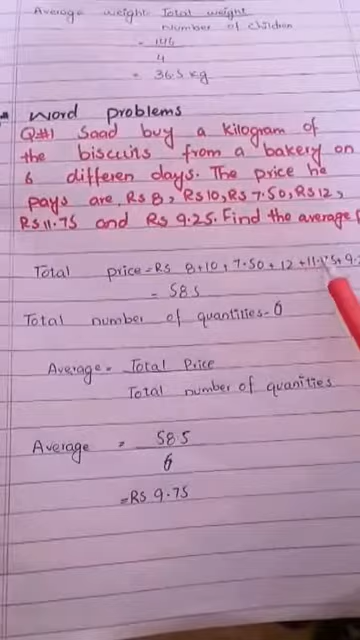 Average weight = Total weight
Number of children
= 146
4
= 36.5 kg
Word problems
Q#1 Saad buy a kilogram of
the biscuits from a bakery on
6 differen days. The price he
pays are Rs 8, Rs 10, Rs 7.50, Rs 12,
Rs 11.75 and Rs 9.25. Find the average
Total price = Rs 8+10+7.50+12+11.75+9.2
= 58.5
Total number of quantities = 6
Average = Total Price
Total number of quanities
Average = 58.5
6
= Rs 9.75